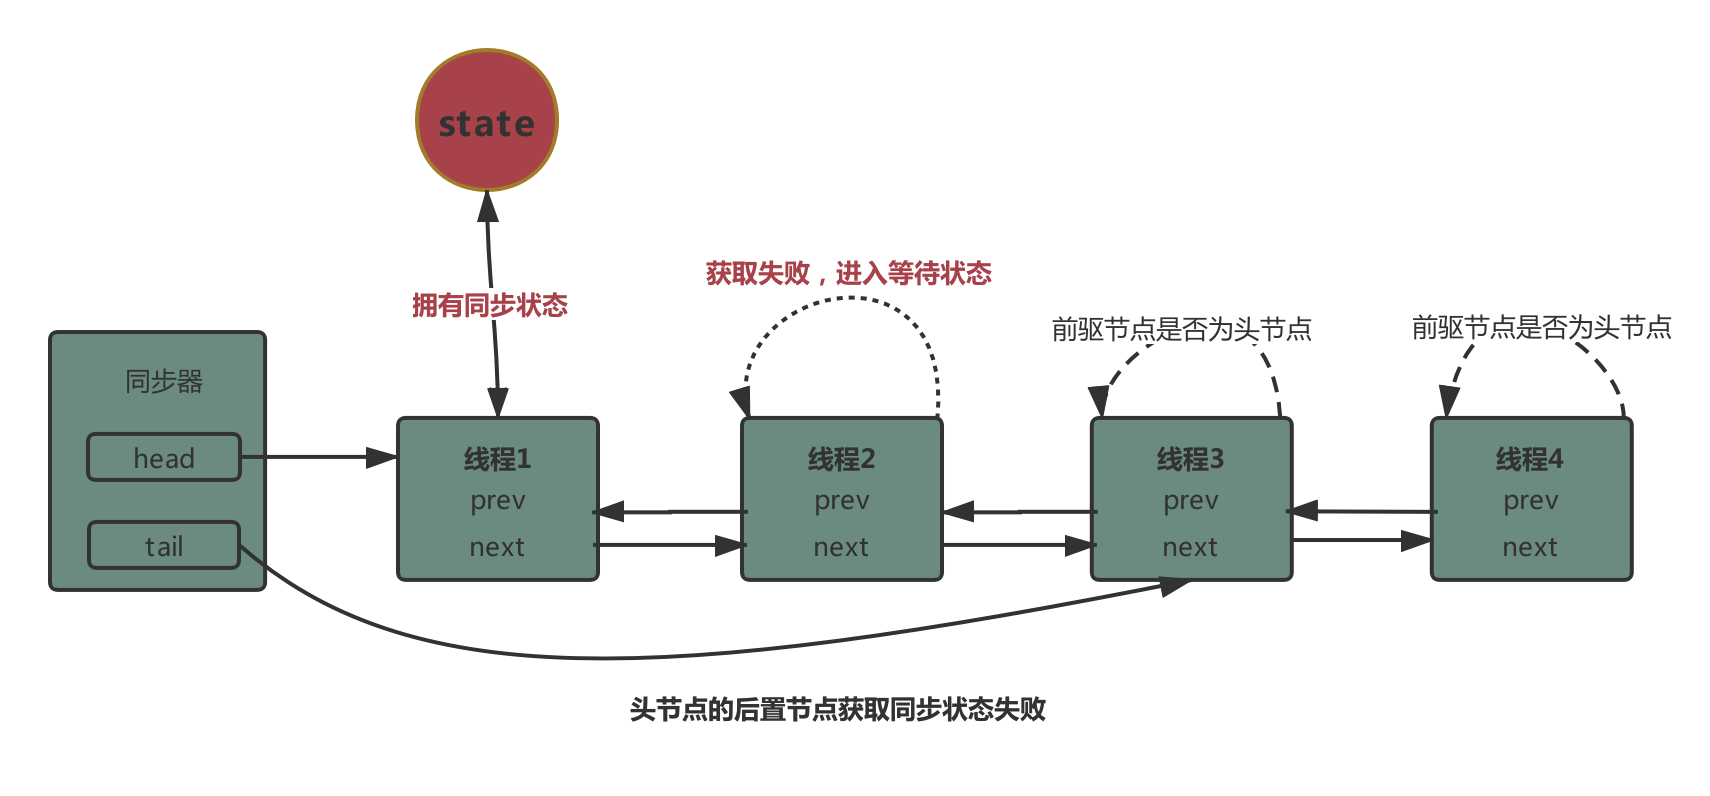 state
拥有同步状态
获取失败，进入等待状态
前驱节点是否为头节点
前驱节点是否为头节点
同步器
head
tail
线程1
prev
next
线程2
prev
next
线程3
prev
next
线程4
prev
next
头节点的后置节点获取同步状态失败